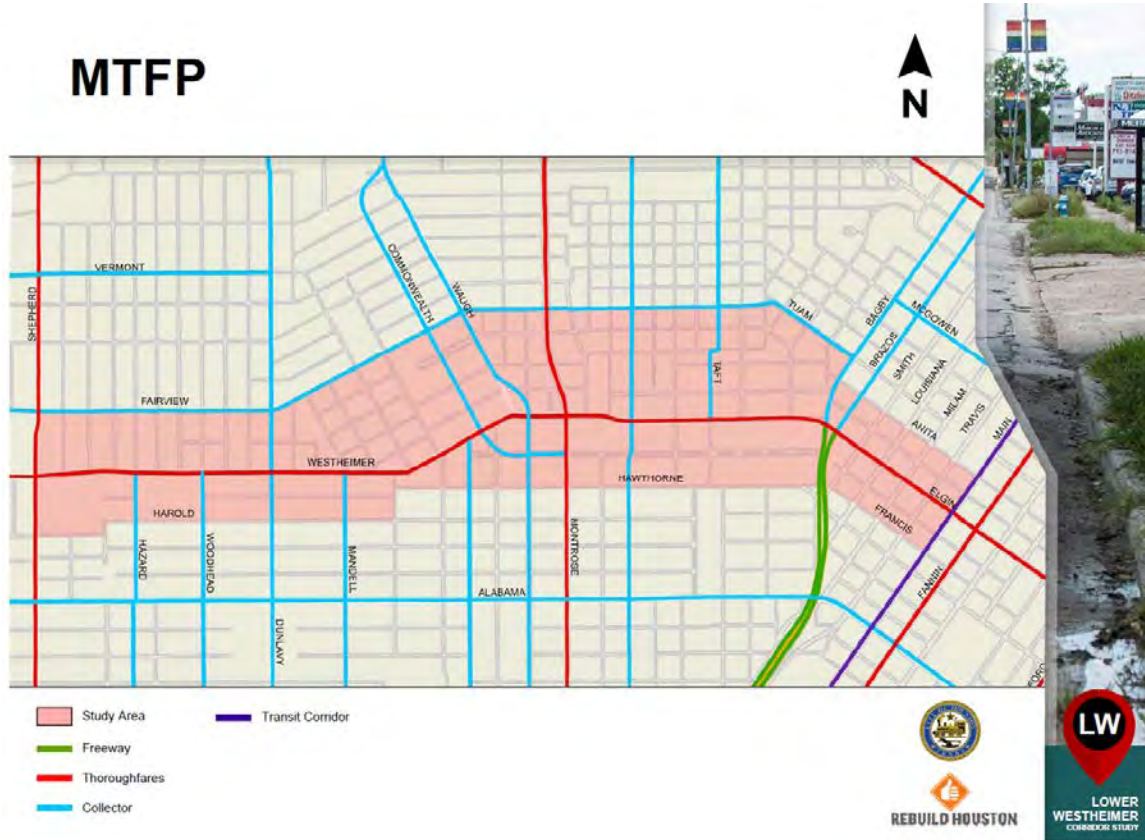 MTFP
N
VERMONT
SHEPHERD
COMMONWEALTH
WAUGH
TUAM
BAGBY
MCGOWEN
BRAZOS
SMITH
LOUISIANA
MILAM
TRAVIS
MAIN
TAFT
ANITA
FAIRVIEW
WESTHEIMER
HAWTHORNE
ELGIN
FRANCIS
HAROLD
HAZARD
WOODHEAD
MANDELL
MONTROSE
FANNIN
ALABAMA
DUNLAVY
Study Area
Transit Corridor
Freeway
Thoroughfares
Collector
REBUILD HOUSTON
LW
LOWER
WESTHEIMER
CORRIDOR STUDY